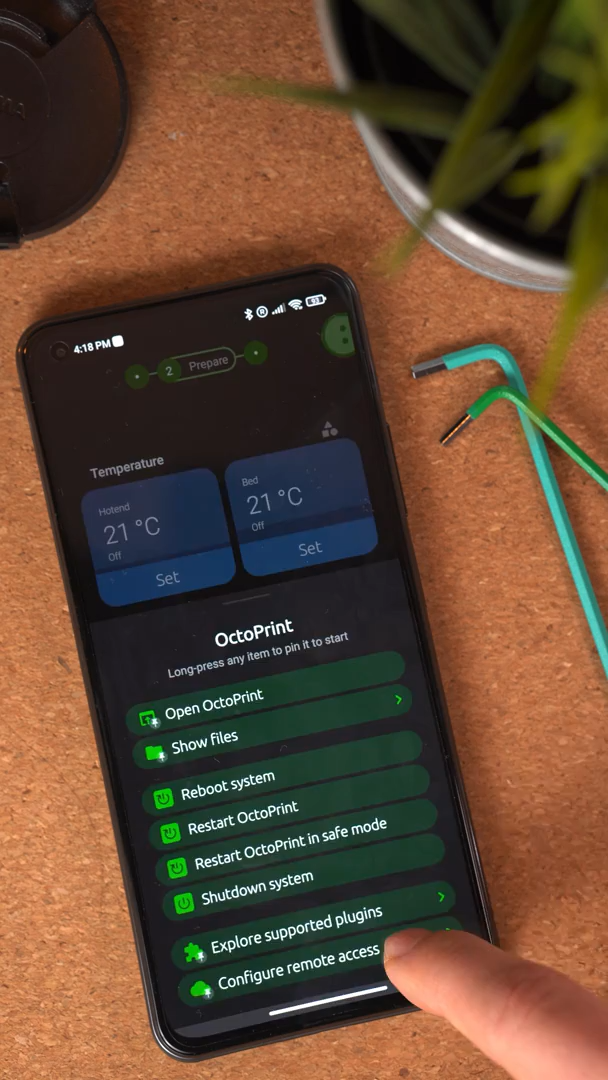 4:18 PM
93
2 Prepare
Temperature
Hotend
21 °C
Off
Set
Bed
21 °C
Off
Set
OctoPrint
Long-press any item to pin it to start
Open OctoPrint
Show files
Reboot system
Restart OctoPrint
Restart OctoPrint in safe mode
Shutdown system
Explore supported plugins
Configure remote access